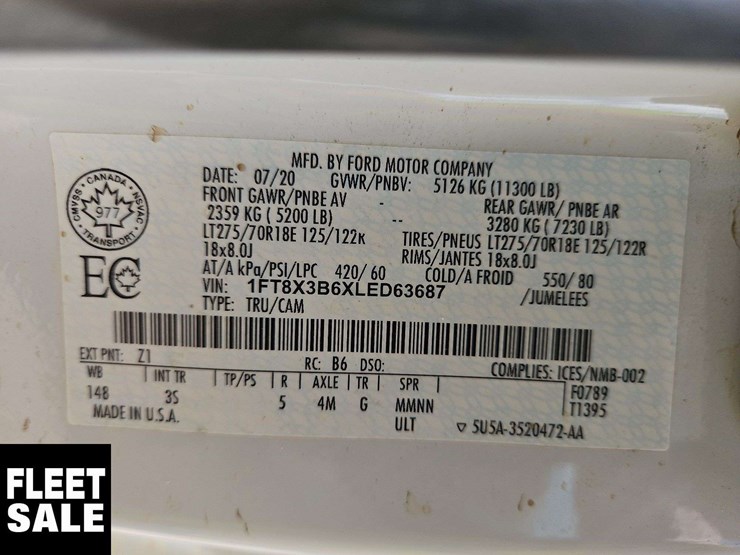 MFD. BY FORD MOTOR COMPANY
DATE: 07/20 GVWR/PNBV: 5126 KG (11300 LB)
FRONT GAWR/PNBE AV -- REAR GAWR/ PNBE AR
2359 KG ( 5200 LB) -- 3280 KG ( 7230 LB)
LT275/70R18E 125/122R TIRES/PNEUS LT275/70R18E 125/122R
18x8.0J RIMS/JANTES 18x8.0J
AT/A kPa/PSI/LPC 420/ 60 COLD/A FROID 550/ 80
VIN: 1FT8X3B6XLED63687 /JUMELEES
TYPE: TRU/CAM
CMVSS • CANADA • NSVAC
977
TRANSPORT
EC
EXT PNT: Z1 RC: B6 DSO: COMPLIES: ICES/NMB-002
WB INT TR TP/PS R AXLE TR SPR F0789
148 3S 5 4M G MMNN T1395
MADE IN U.S.A. ULT ▽ 5U5A-3520472-AA
FLEET
SALE